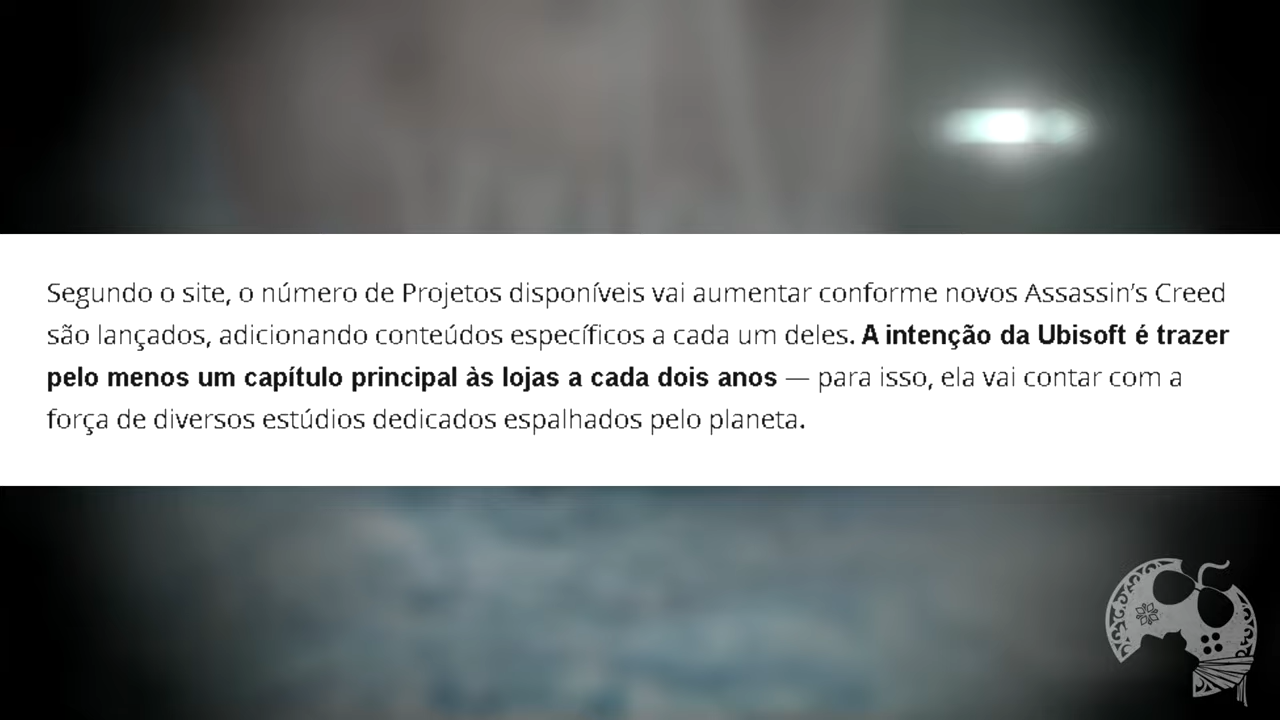 Segundo o site, o número de Projetos disponíveis vai aumentar conforme novos Assassin’s Creed
são lançados, adicionando conteúdos específicos a cada um deles. A intenção da Ubisoft é trazer
pelo menos um capítulo principal às lojas a cada dois anos — para isso, ela vai contar com a
força de diversos estúdios dedicados espalhados pelo planeta.